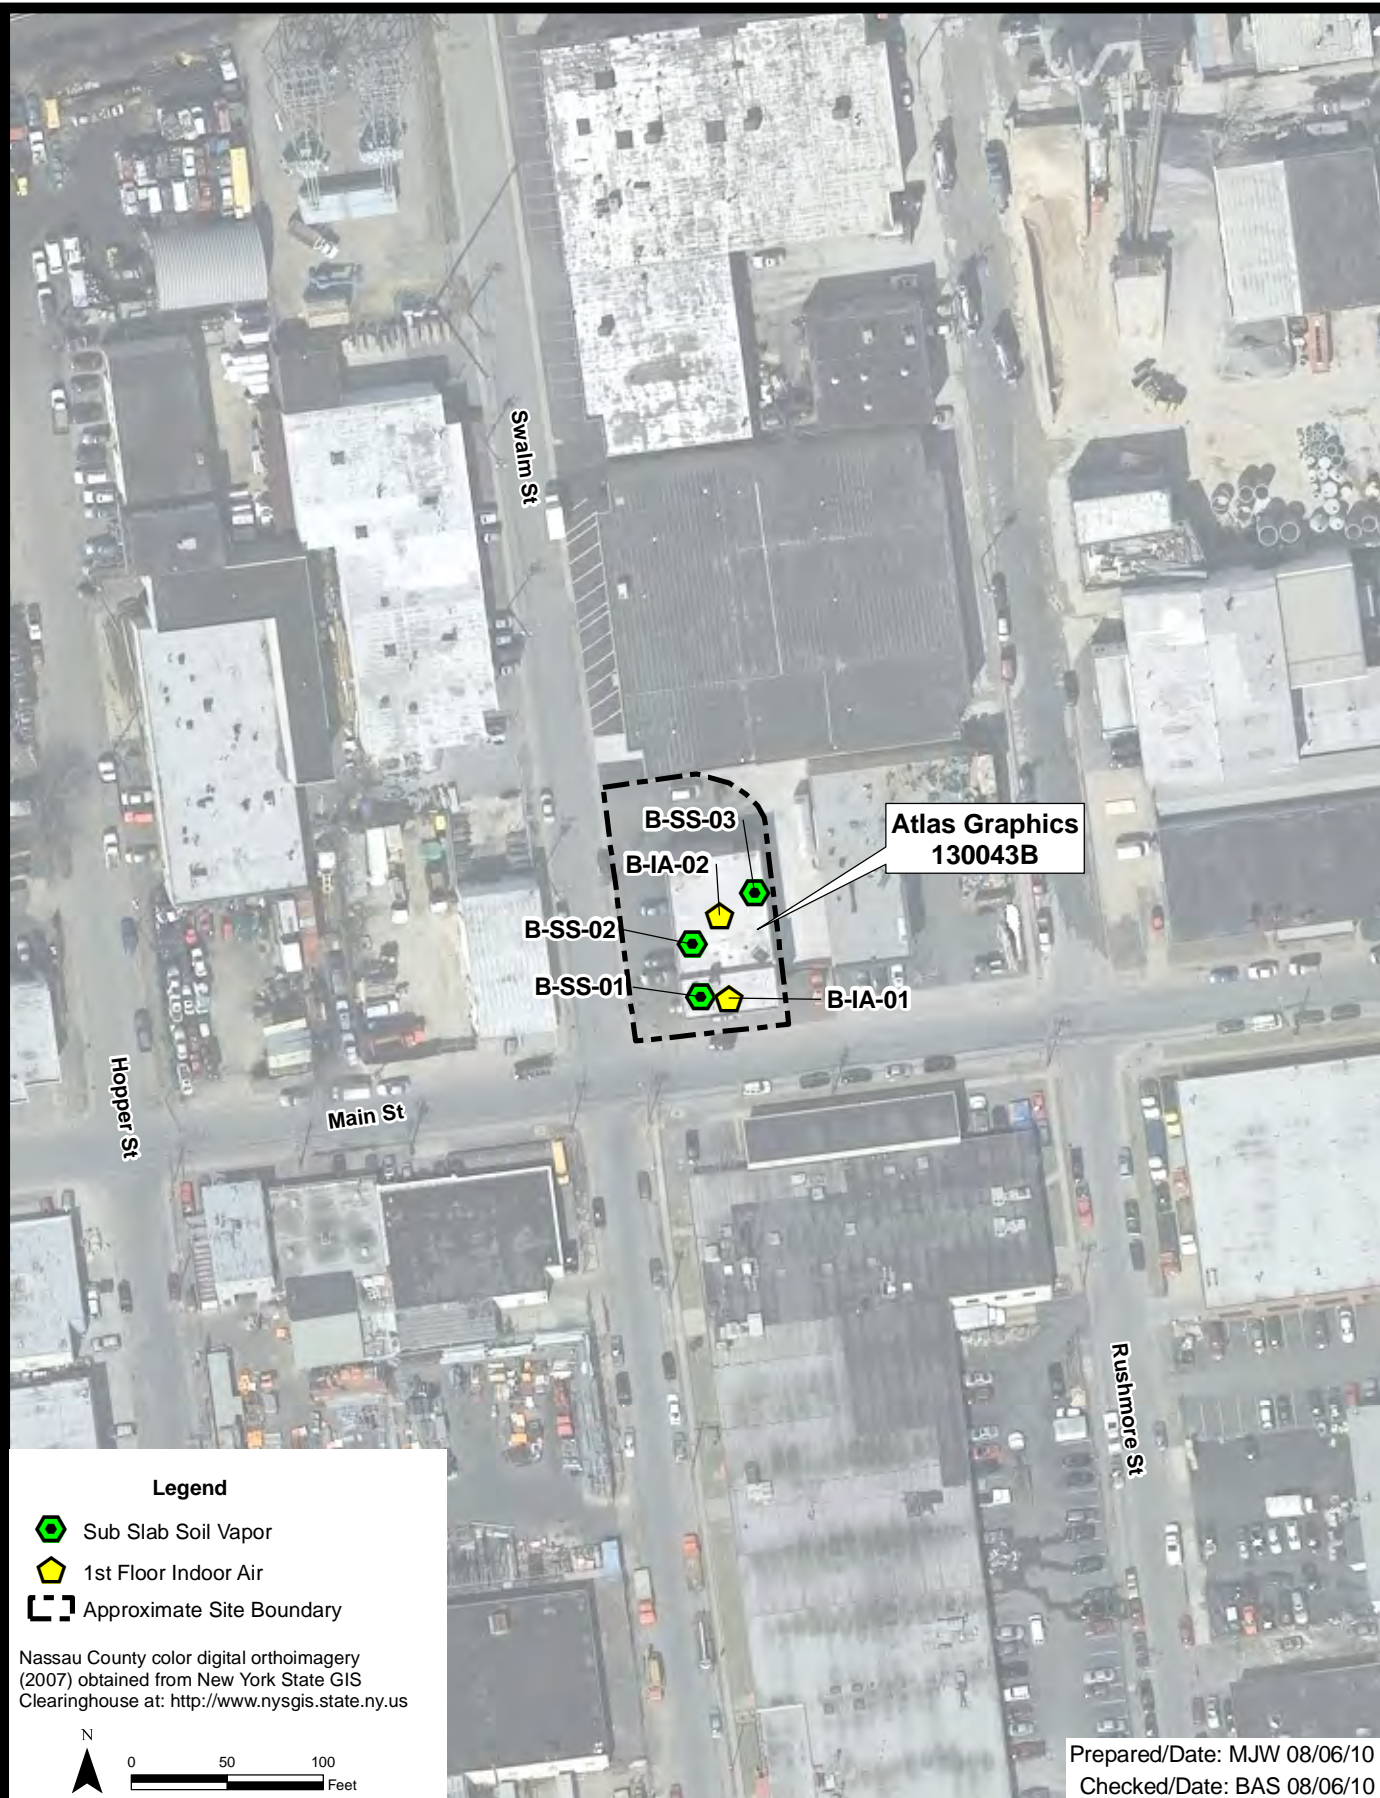 Swalm St
B-SS-03
Atlas Graphics
130043B
B-IA-02
B-SS-02
B-SS-01
B-IA-01
Hopper St
Main St
Rushmore St
Legend
Sub Slab Soil Vapor
1st Floor Indoor Air
Approximate Site Boundary
Nassau County color digital orthoimagery
(2007) obtained from New York State GIS
Clearinghouse at: http://www.nysgis.state.ny.us
N
0 50 100
Feet
Prepared/Date: MJW 08/06/10
Checked/Date: BAS 08/06/10